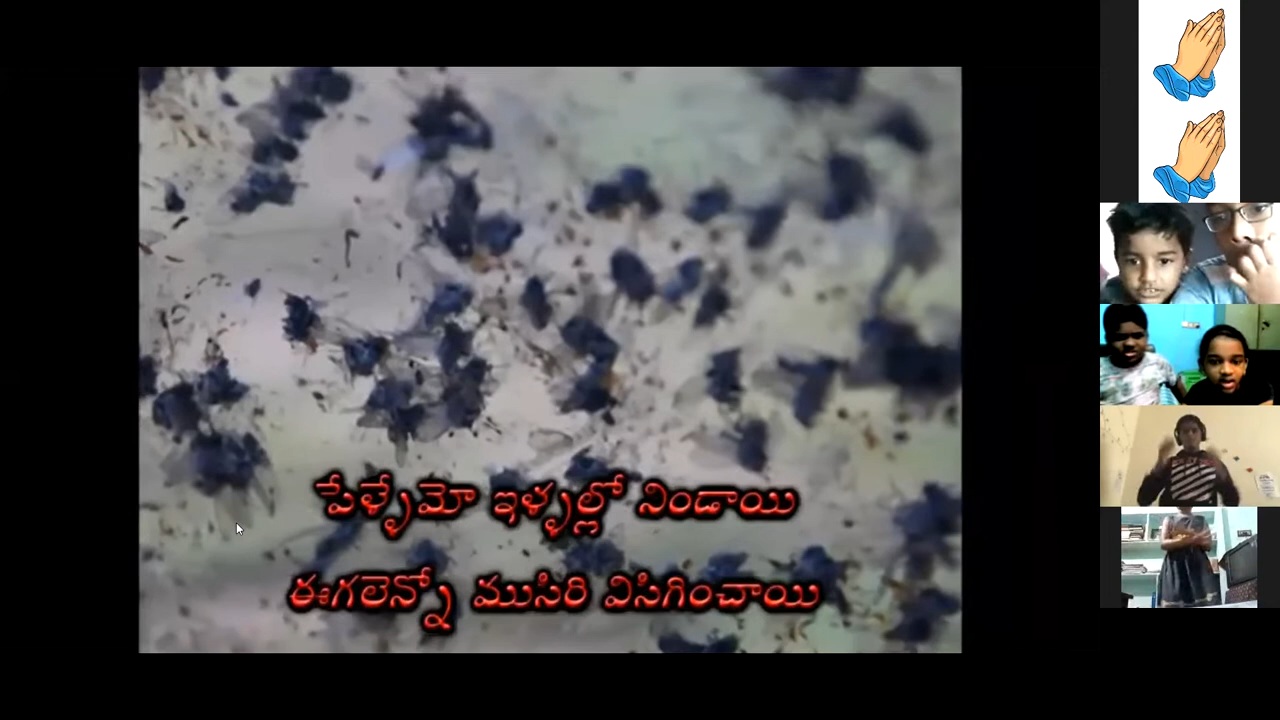 పేళ్ళేమో ఇళ్ళల్లో నిండాయి
ఈగలెన్నో ముసిరి విసిగించాయి